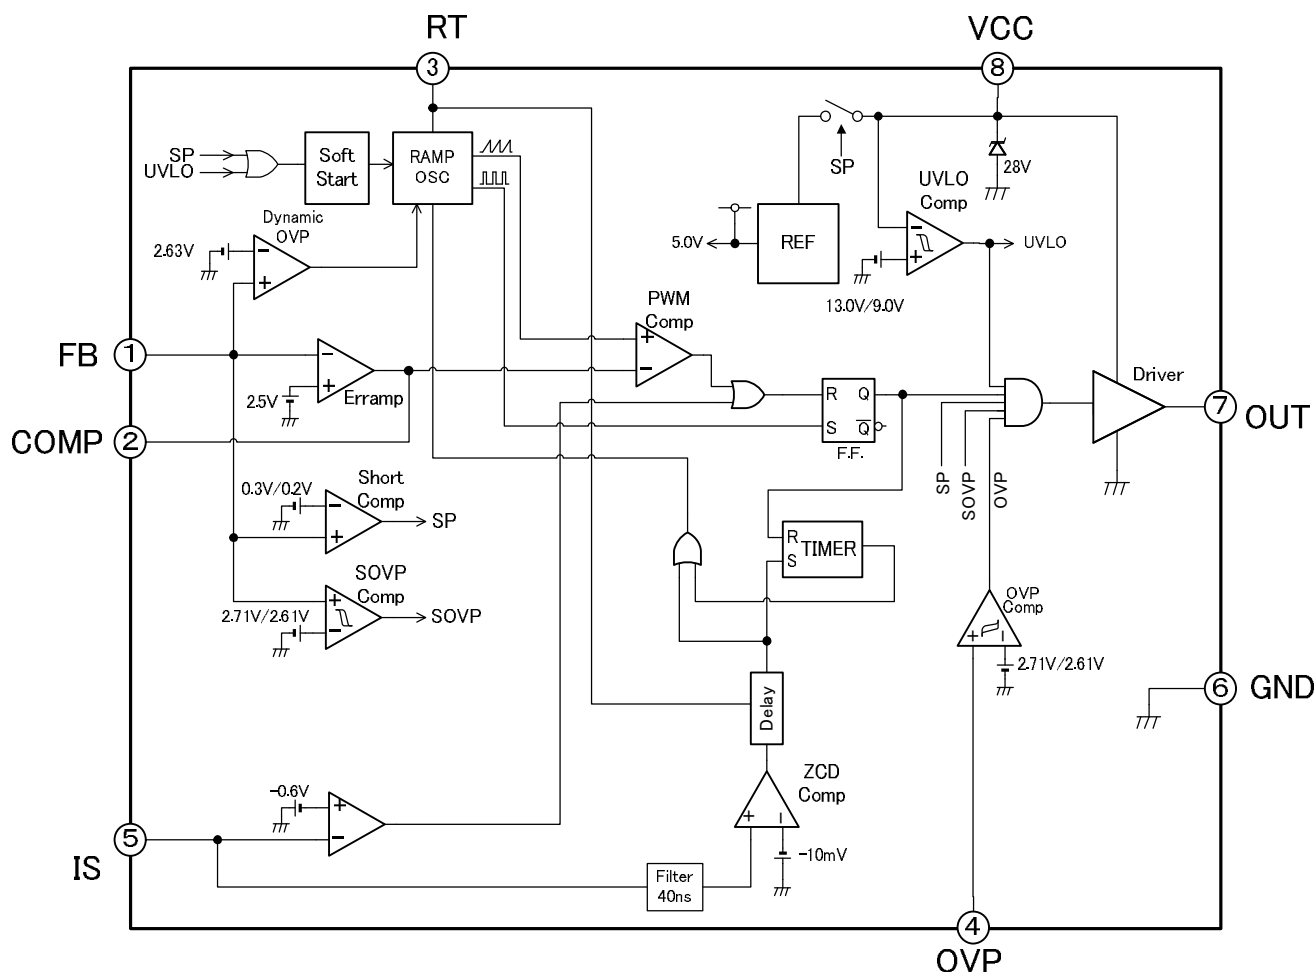 RT
3
VCC
8
SP
UVLO
Soft
Start
RAMP
OSC
SP
28V
UVLO
Comp
Dynamic
OVP
2.63V
5.0V
REF
UVLO
13.0V/9.0V
PWM
Comp
FB
1
2.5V
Erramp
R
Q
S
Q
F.F.
Driver
7
OUT
COMP
2
Short
Comp
0.3V/0.2V
SP
SP
SOVP
OVP
R
S
TIMER
SOVP
Comp
2.71V/2.61V
SOVP
OVP
Comp
2.71V/2.61V
6
GND
Delay
ZCD
Comp
-0.6V
-10mV
5
IS
Filter
40ns
4
OVP